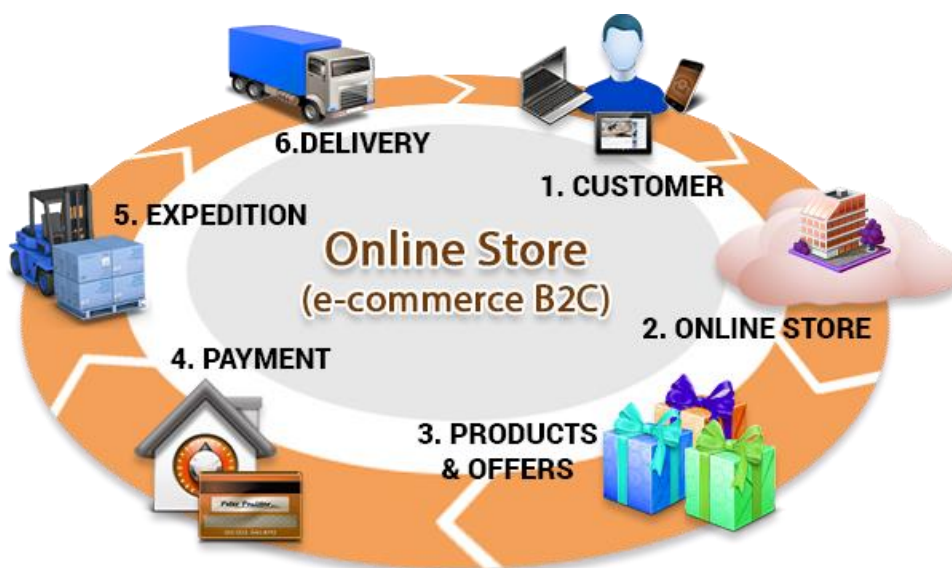 Online Store
(e-commerce B2C)
1. CUSTOMER
2. ONLINE STORE
3. PRODUCTS
& OFFERS
4. PAYMENT
5. EXPEDITION
6.DELIVERY